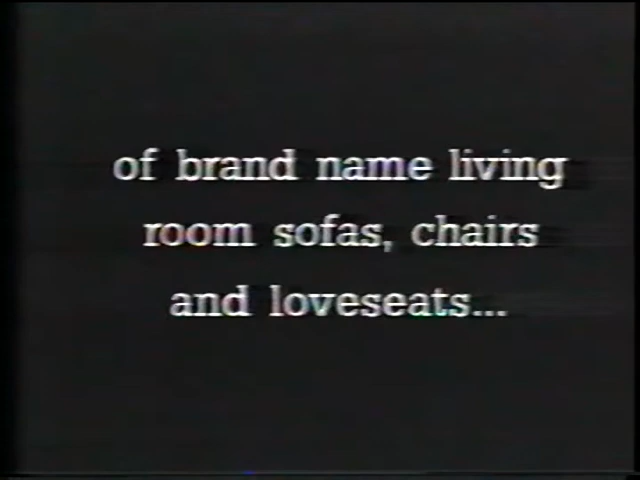 of brand name living
room sofas, chairs
and loveseats...